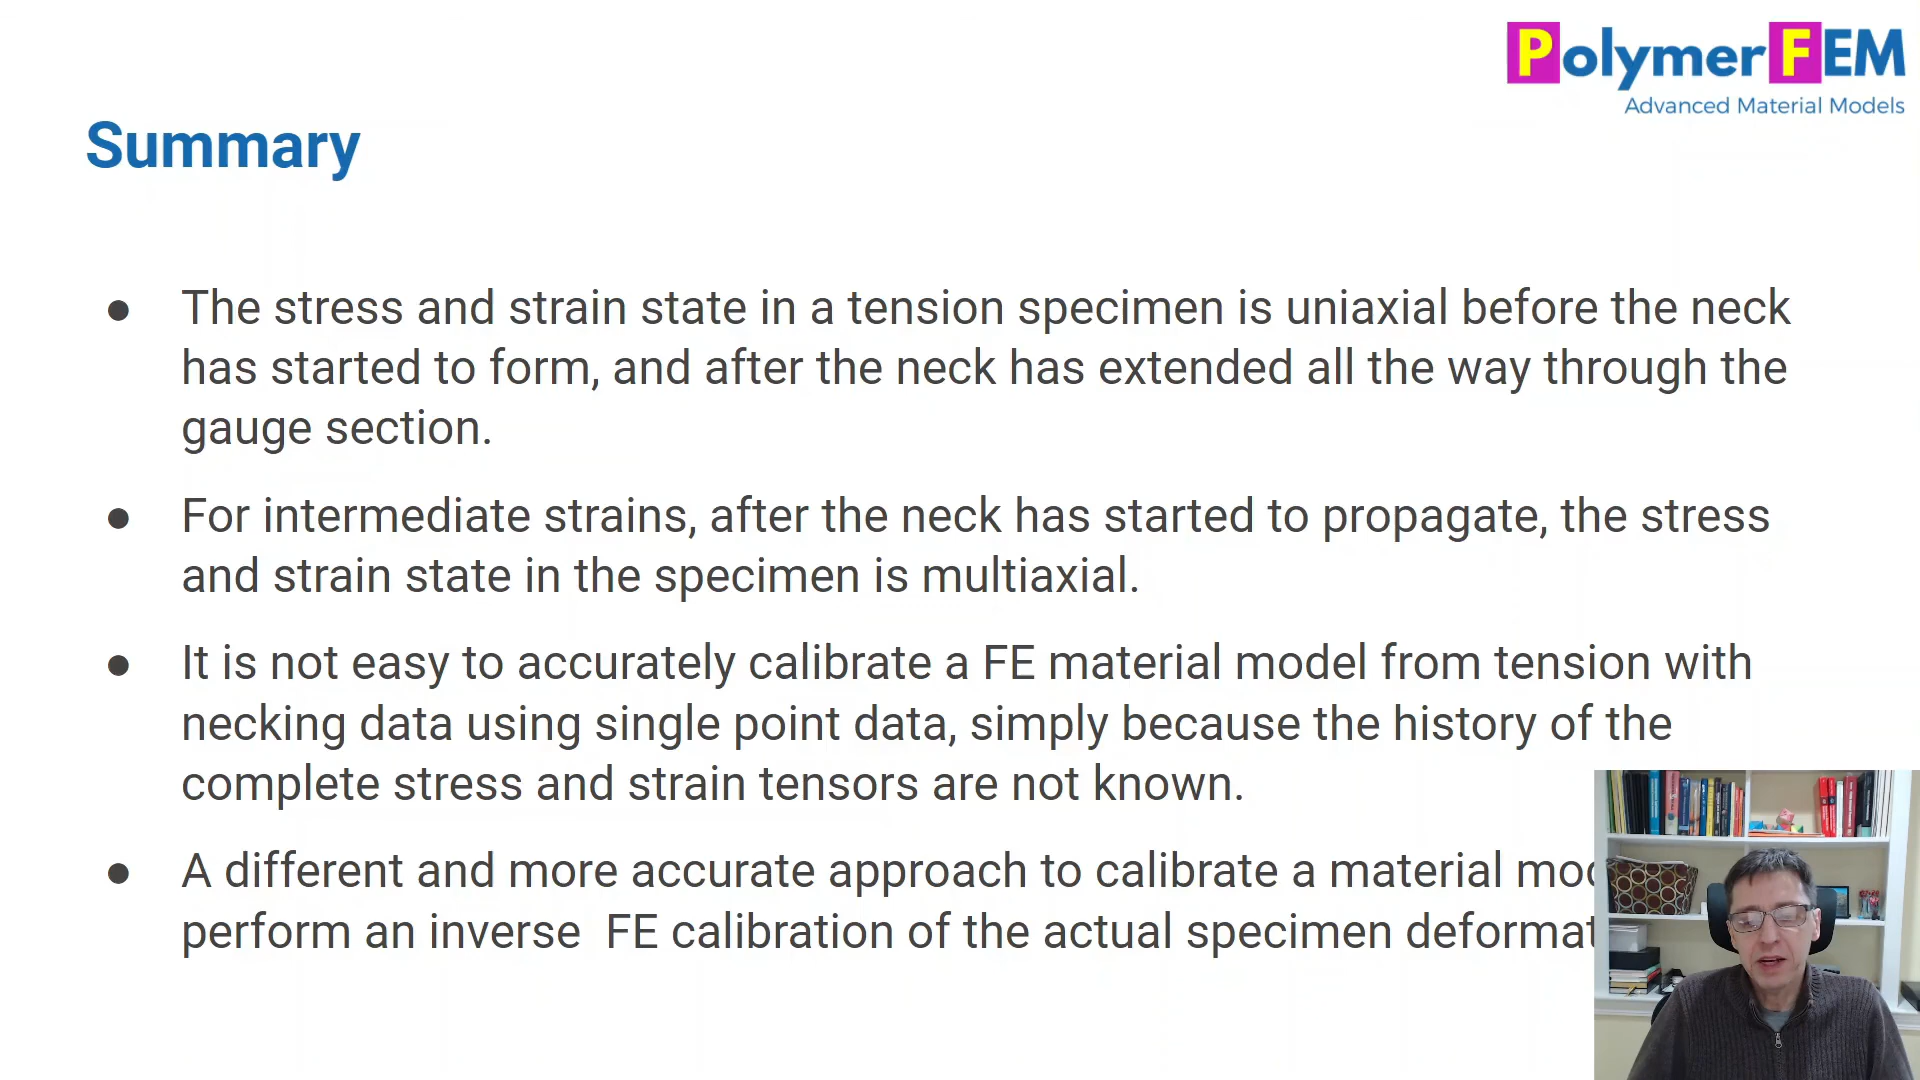 PolymerFEM
Advanced Material Models
Summary
● The stress and strain state in a tension specimen is uniaxial before the neck
has started to form, and after the neck has extended all the way through the
gauge section.
● For intermediate strains, after the neck has started to propagate, the stress
and strain state in the specimen is multiaxial.
● It is not easy to accurately calibrate a FE material model from tension with
necking data using single point data, simply because the history of the
complete stress and strain tensors are not known.
● A different and more accurate approach to calibrate a material
perform an inverse FE calibration of the actual specimen